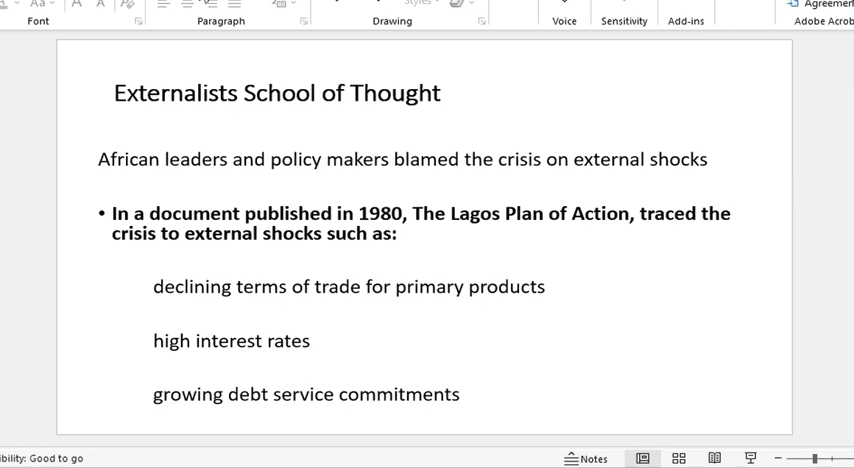 Font Paragraph Drawing Voice Sensitivity Add-ins Adobe Acrob
Externalists School of Thought
African leaders and policy makers blamed the crisis on external shocks
• In a document published in 1980, The Lagos Plan of Action, traced the
crisis to external shocks such as:
declining terms of trade for primary products
high interest rates
growing debt service commitments
bility: Good to go Notes